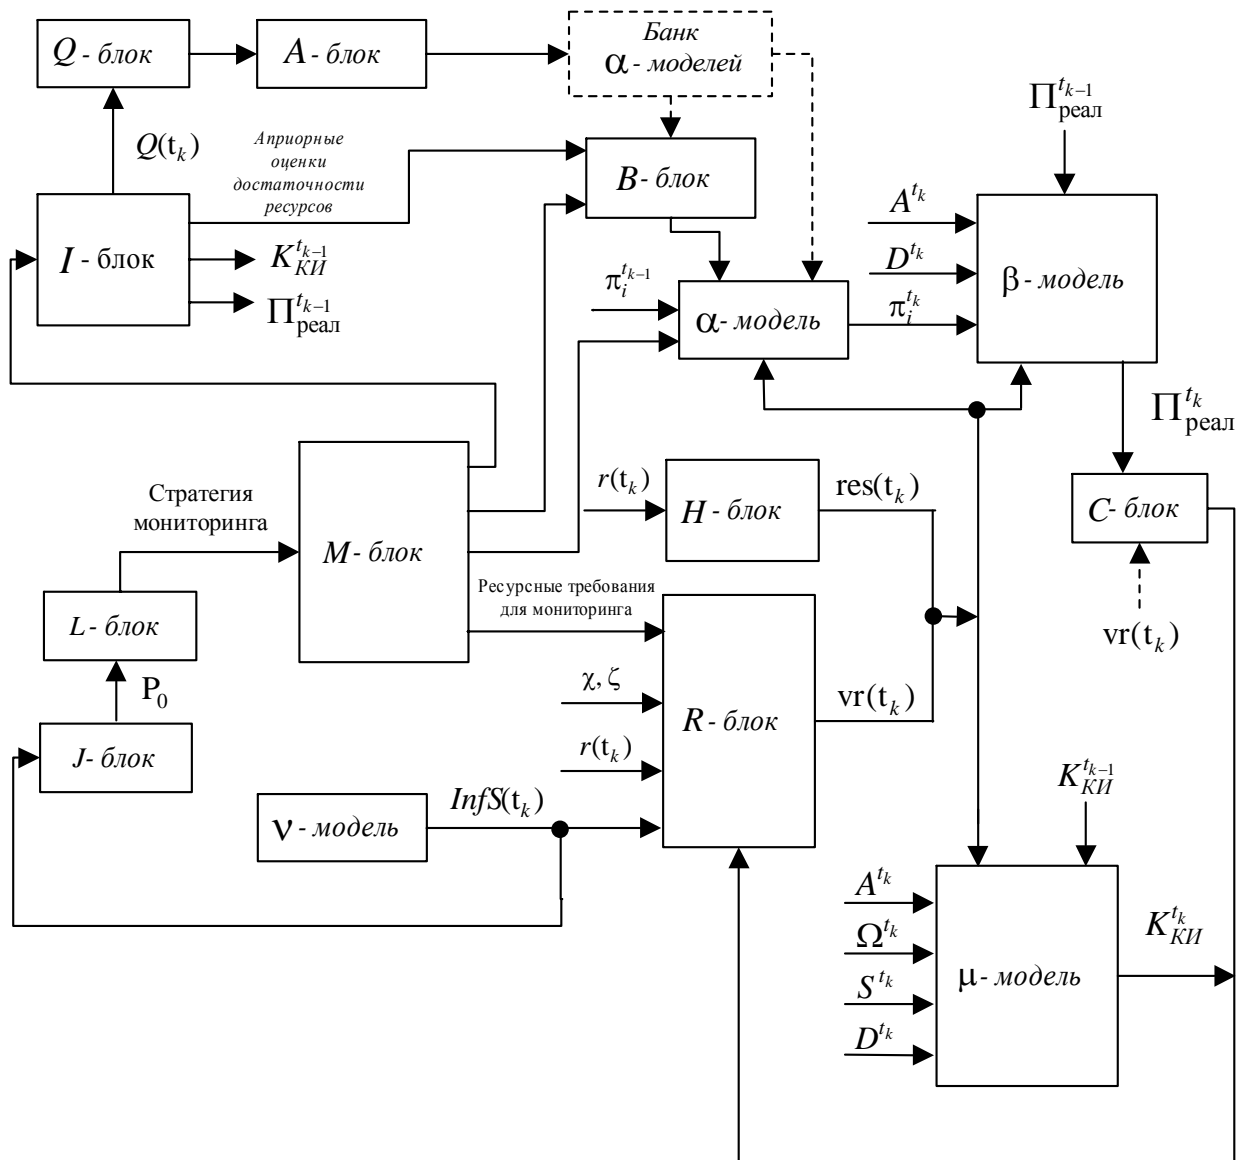 Q - блок
A - блок
Банк
α - моделей
Q(t_k)
Априорные
оценки
достаточности
ресурсов
B - блок
Π_реал^{t_{k-1}}
I - блок
K_КИ^{t_{k-1}}
Π_реал^{t_{k-1}}
π_i^{t_{k-1}}
α - модель
A^{t_k}
D^{t_k}
π_i^{t_k}
β - модель
Π_реал^{t_k}
Стратегия
мониторинга
M - блок
r(t_k)
H - блок
res(t_k)
C - блок
vr(t_k)
Ресурсные требования
для мониторинга
L - блок
P_0
J - блок
χ, ζ
r(t_k)
R - блок
vr(t_k)
ν - модель
InfS(t_k)
K_КИ^{t_{k-1}}
A^{t_k}
Ω^{t_k}
S^{t_k}
D^{t_k}
μ - модель
K_КИ^{t_k}